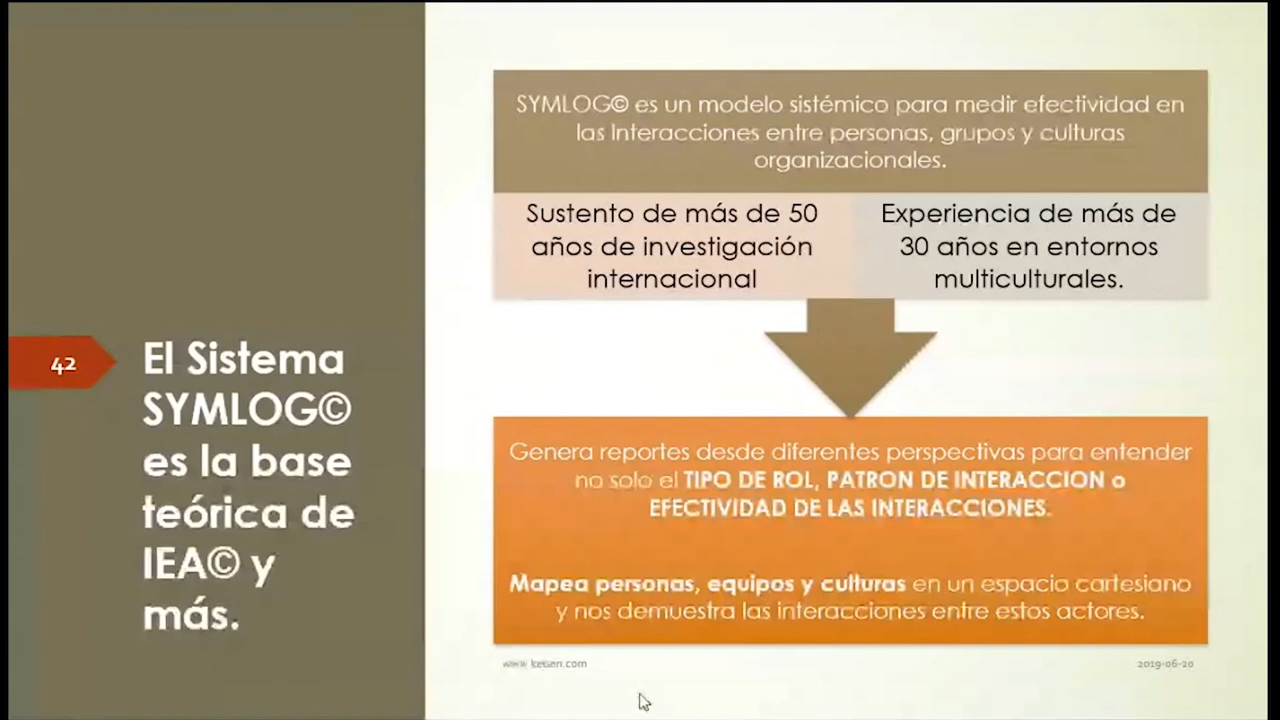 42
El Sistema
SYMLOG©
es la base
teórica de
IEA© y
más.
SYMLOG© es un modelo sistémico para medir efectividad en
las Interacciones entre personas, grupos y culturas
organizacionales.
Sustento de más de 50
años de investigación
internacional
Experiencia de más de
30 años en entornos
multiculturales.
Genera reportes desde diferentes perspectivas para entender
no solo el TIPO DE ROL, PATRON DE INTERACCION o
EFECTIVIDAD DE LAS INTERACCIONES.
Mapea personas, equipos y culturas en un espacio cartesiano
y nos demuestra las interacciones entre estos actores.
2019-06-20